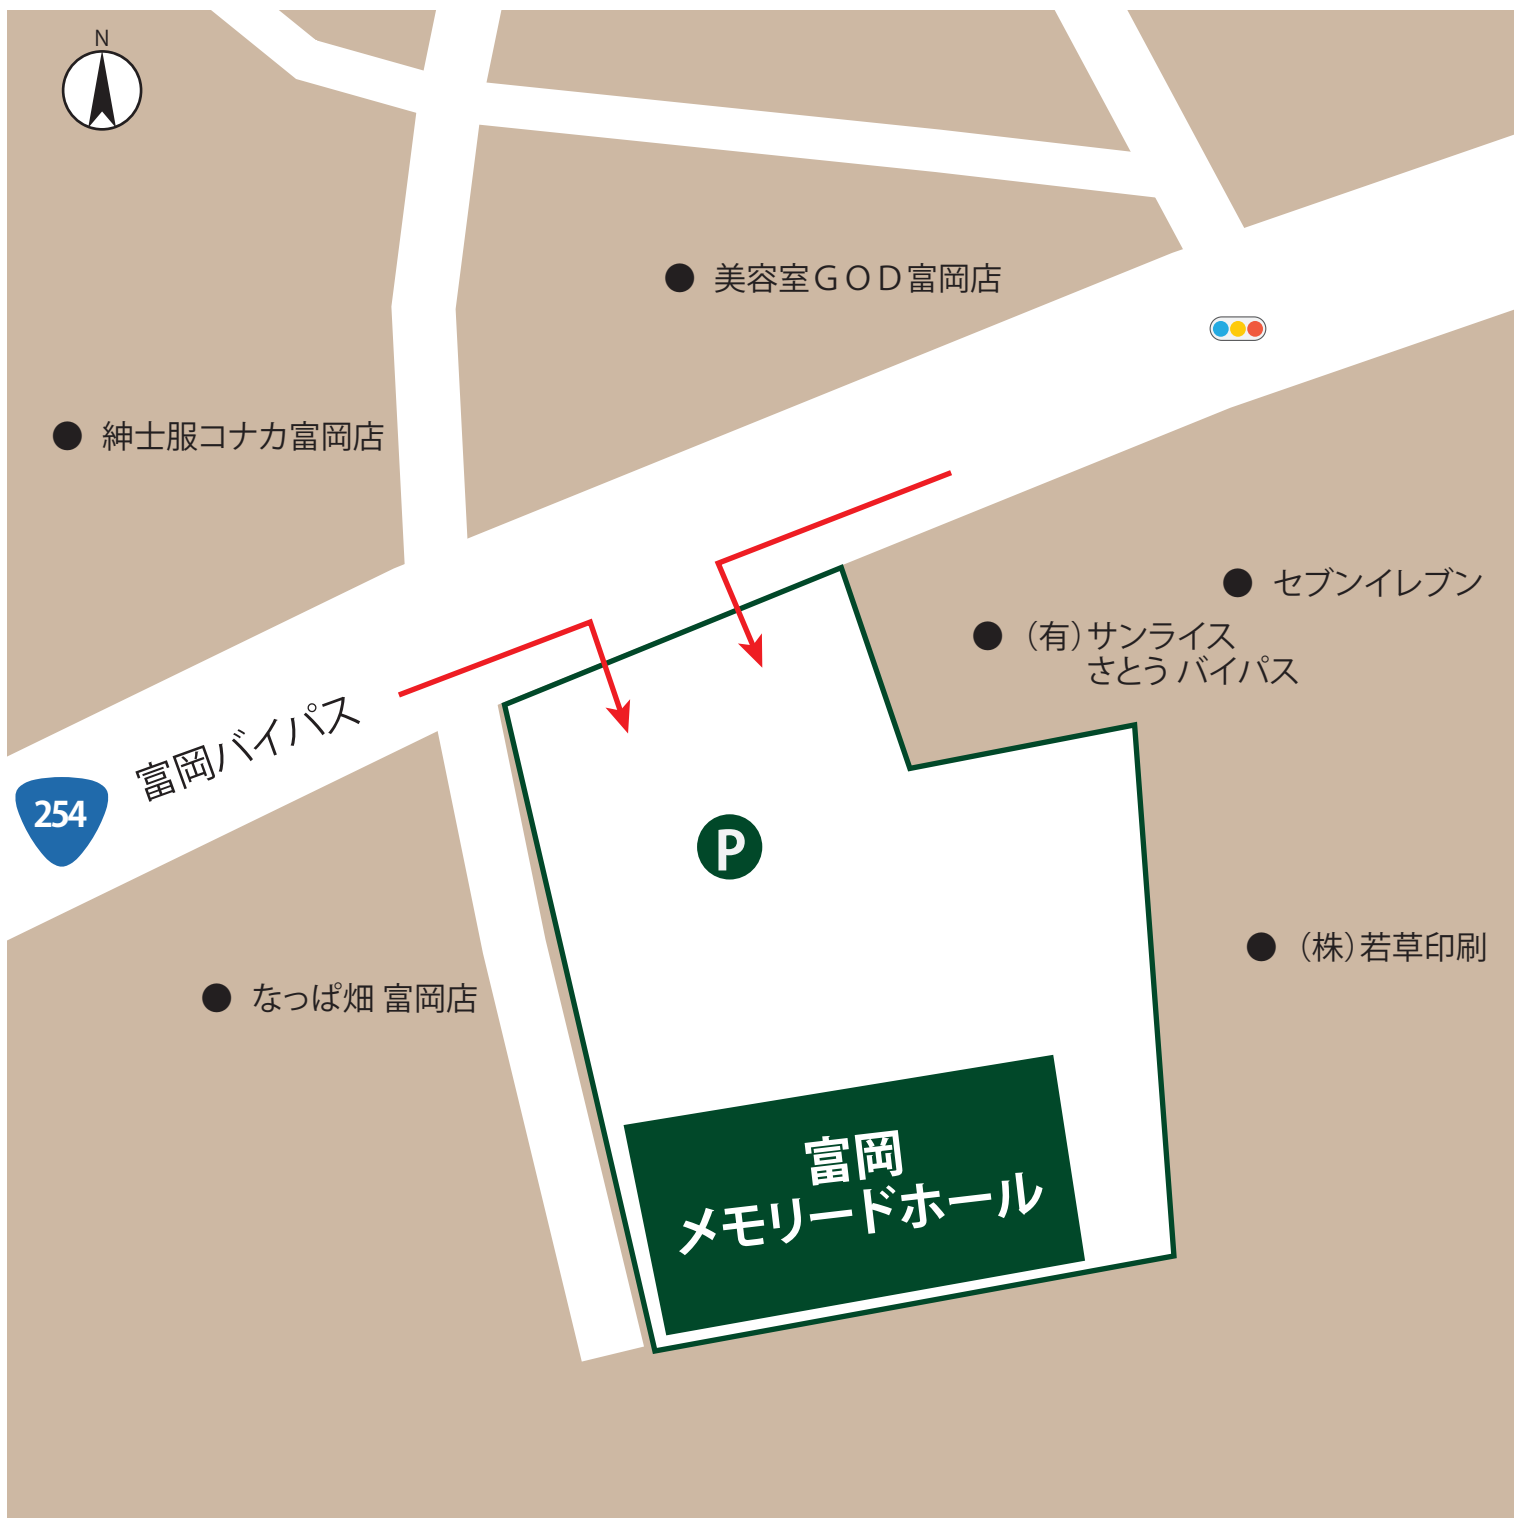 N
美容室GOD富岡店
紳士服コナカ富岡店
セブンイレブン
(有)サンライス
さとう バイパス
富岡バイパス
254
P
(株)若草印刷
なっぱ畑 富岡店
富岡
メモリードホール